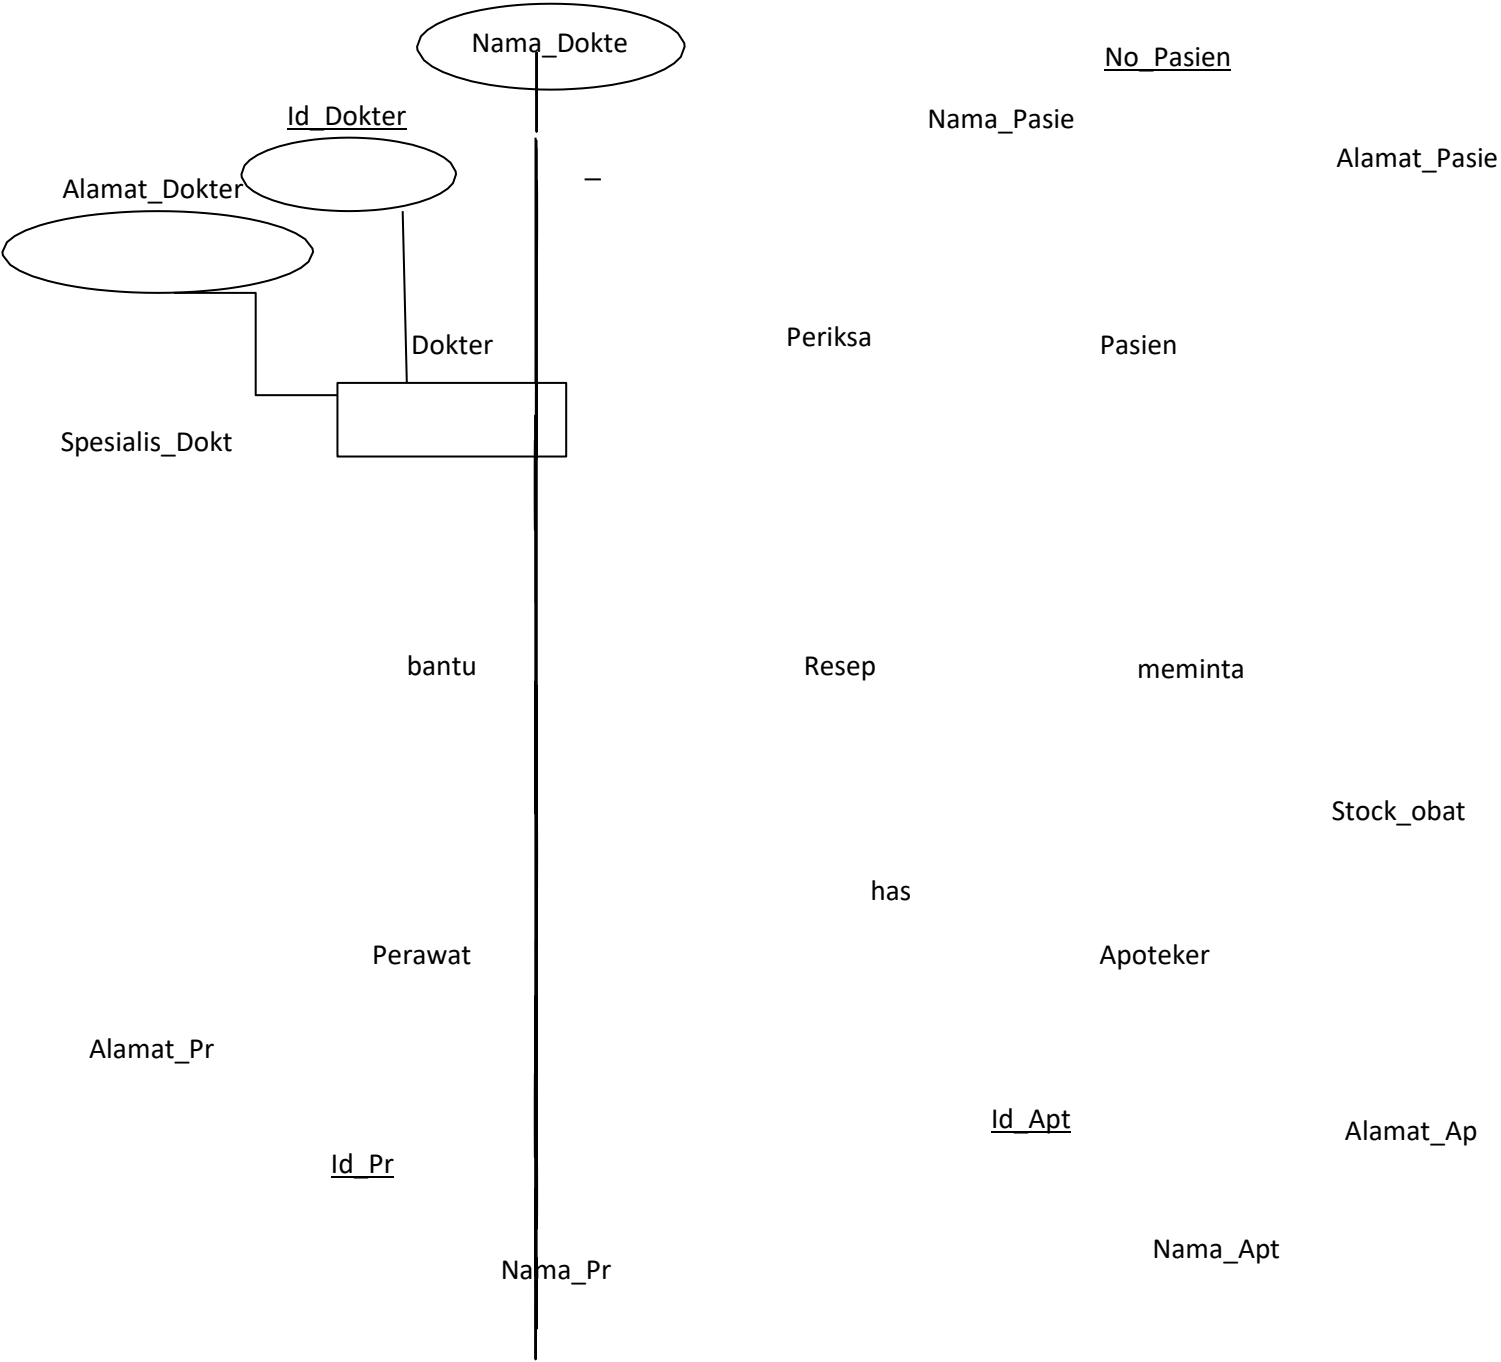 Nama_Dokte
No_Pasien
Id_Dokter
Nama_Pasie
Alamat_Pasie
Alamat_Dokter
_
Dokter
Periksa
Pasien
Spesialis_Dokt
bantu
Resep
meminta
Stock_obat
has
Perawat
Apoteker
Alamat_Pr
Id_Apt
Alamat_Ap
Id_Pr
Nama_Apt
Nama_Pr